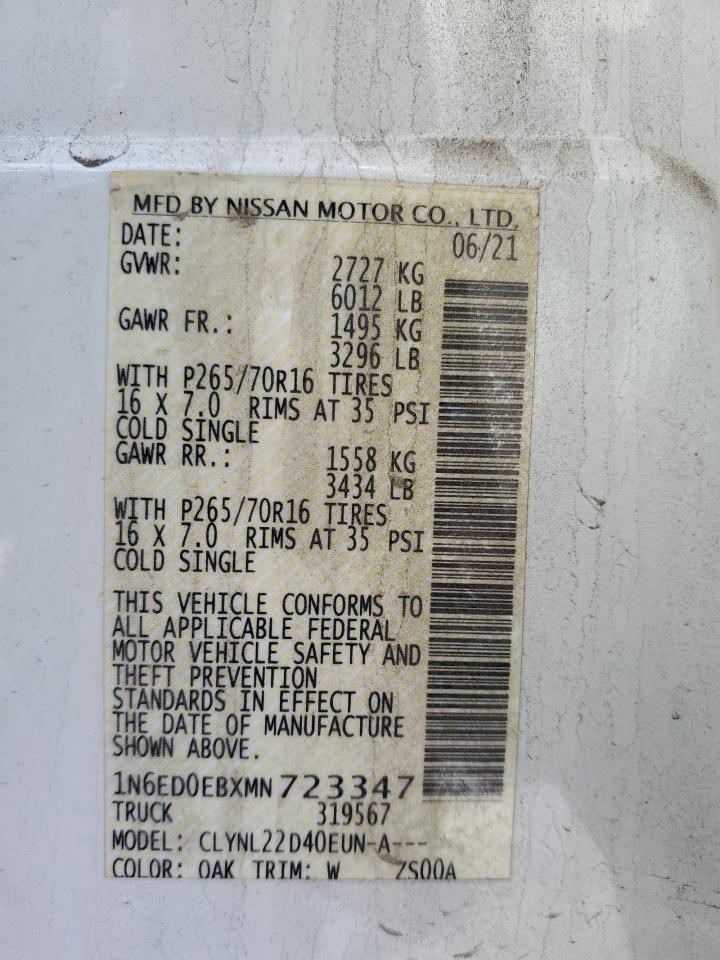 MFD BY NISSAN MOTOR CO., LTD.
DATE: 06/21
GVWR: 2727 KG
6012 LB
GAWR FR.: 1495 KG
3296 LB
WITH P265/70R16 TIRES
16 X 7.0 RIMS AT 35 PSI
COLD SINGLE
GAWR RR.: 1558 KG
3434 LB
WITH P265/70R16 TIRES
16 X 7.0 RIMS AT 35 PSI
COLD SINGLE
THIS VEHICLE CONFORMS TO
ALL APPLICABLE FEDERAL
MOTOR VEHICLE SAFETY AND
THEFT PREVENTION
STANDARDS IN EFFECT ON
THE DATE OF MANUFACTURE
SHOWN ABOVE.
1N6ED0EBXMN723347
TRUCK 319567
MODEL: CLYNL22D40EUN-A---
COLOR: QAK TRIM: W ZS00A